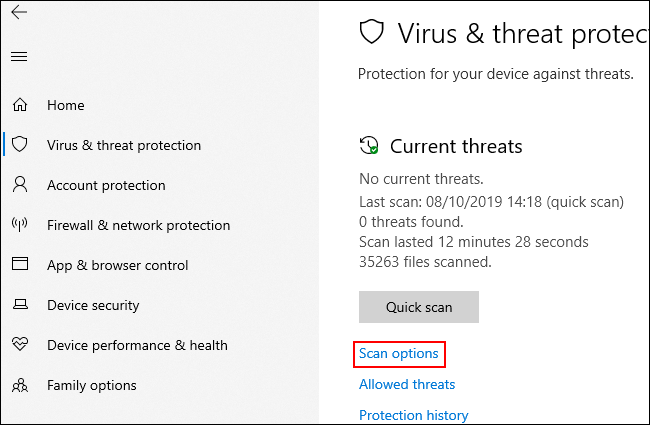 Virus & threat protec
Protection for your device against threats.
Home
Virus & threat protection
Account protection
Firewall & network protection
App & browser control
Device security
Device performance & health
Family options
Current threats
No current threats.
Last scan: 08/10/2019 14:18 (quick scan)
0 threats found.
Scan lasted 12 minutes 28 seconds
35263 files scanned.
Quick scan
Scan options
Allowed threats
Protection history